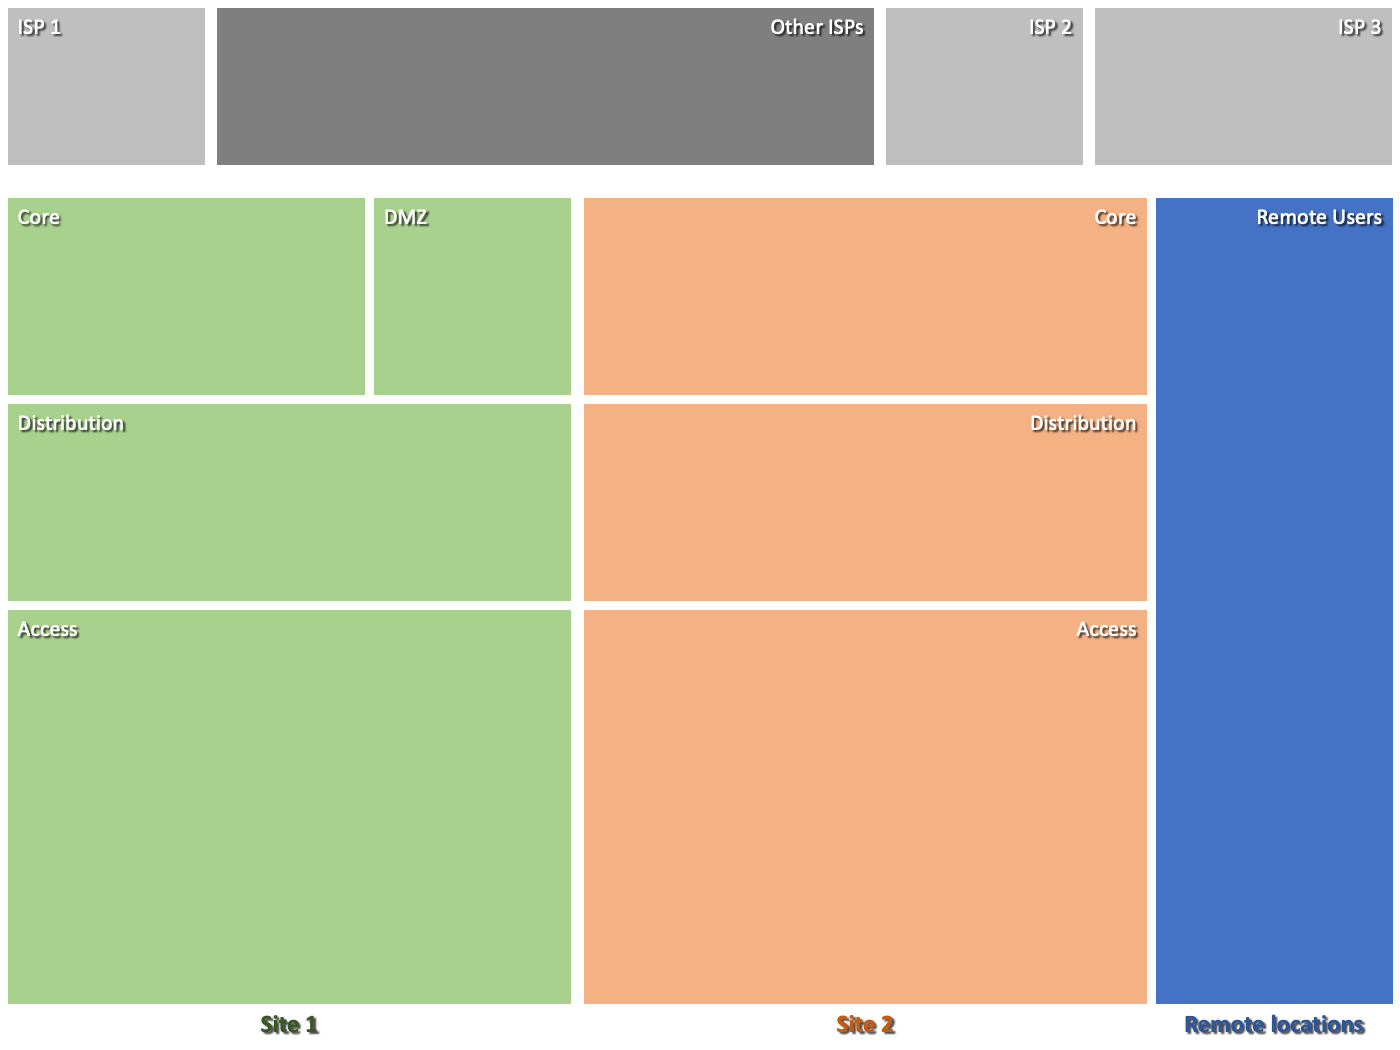 ISP 1
Other ISPs
ISP 2
ISP 3
Core
DMZ
Core
Remote Users
Distribution
Distribution
Access
Access
Site 1
Site 2
Remote locations